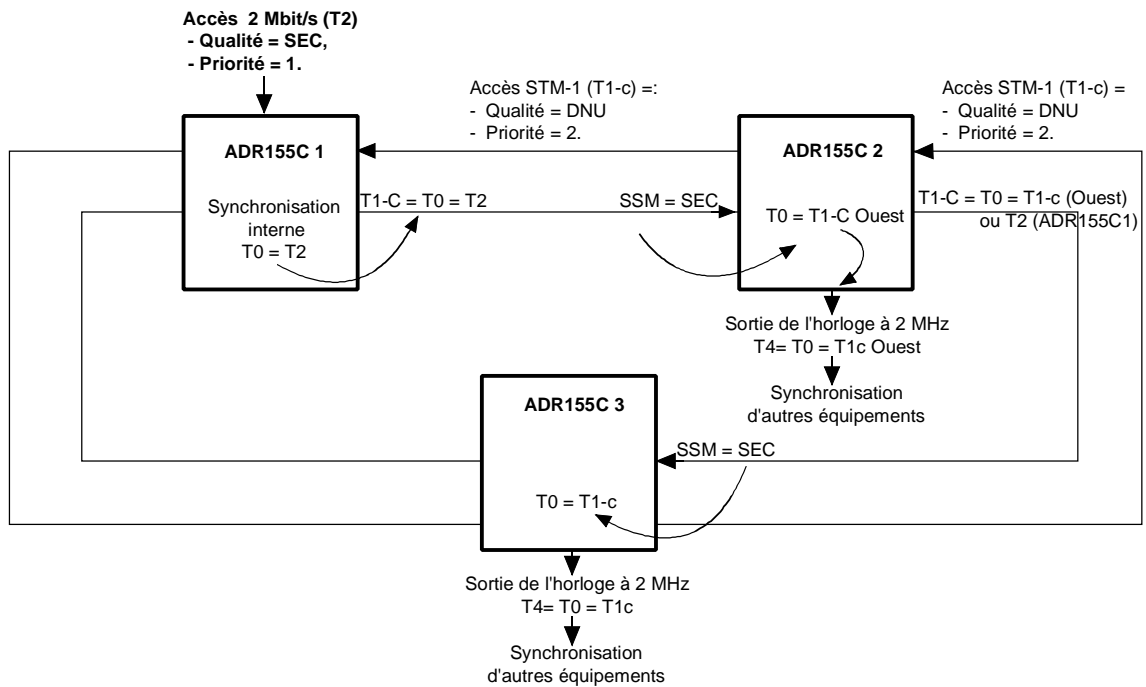 Accès 2 Mbit/s (T2)
- Qualité = SEC,
- Priorité = 1.
Accès STM-1 (T1-c) =:
- Qualité = DNU
- Priorité = 2.
Accès STM-1 (T1-c) =
- Qualité = DNU
- Priorité = 2.
ADR155C 1
Synchronisation
interne
T0 = T2
T1-C = T0 = T2
SSM = SEC
ADR155C 2
T0 = T1-C Ouest
T1-C = T0 = T1-c (Ouest)
ou T2 (ADR155C1)
Sortie de l'horloge à 2 MHz
T4= T0 = T1c Ouest
Synchronisation
d'autres équipements
ADR155C 3
SSM = SEC
T0 = T1-c
Sortie de l'horloge à 2 MHz
T4= T0 = T1c
Synchronisation
d'autres équipements